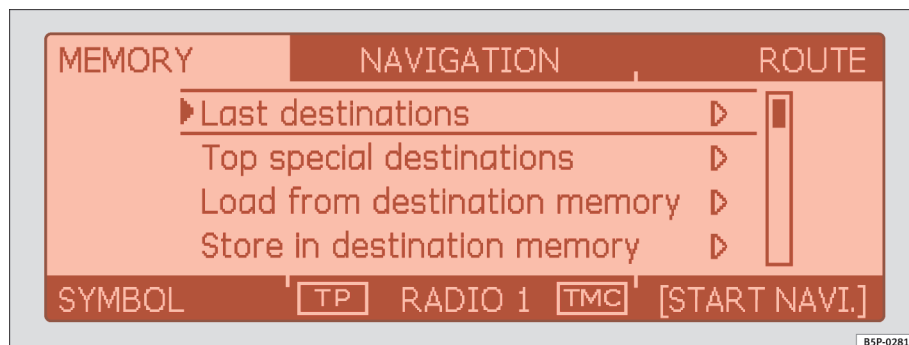 MEMORY NAVIGATION ROUTE
Last destinations
Top special destinations
Load from destination memory
Store in destination memory
SYMBOL TP RADIO 1 TMC [START NAVI.]
B5P-0281